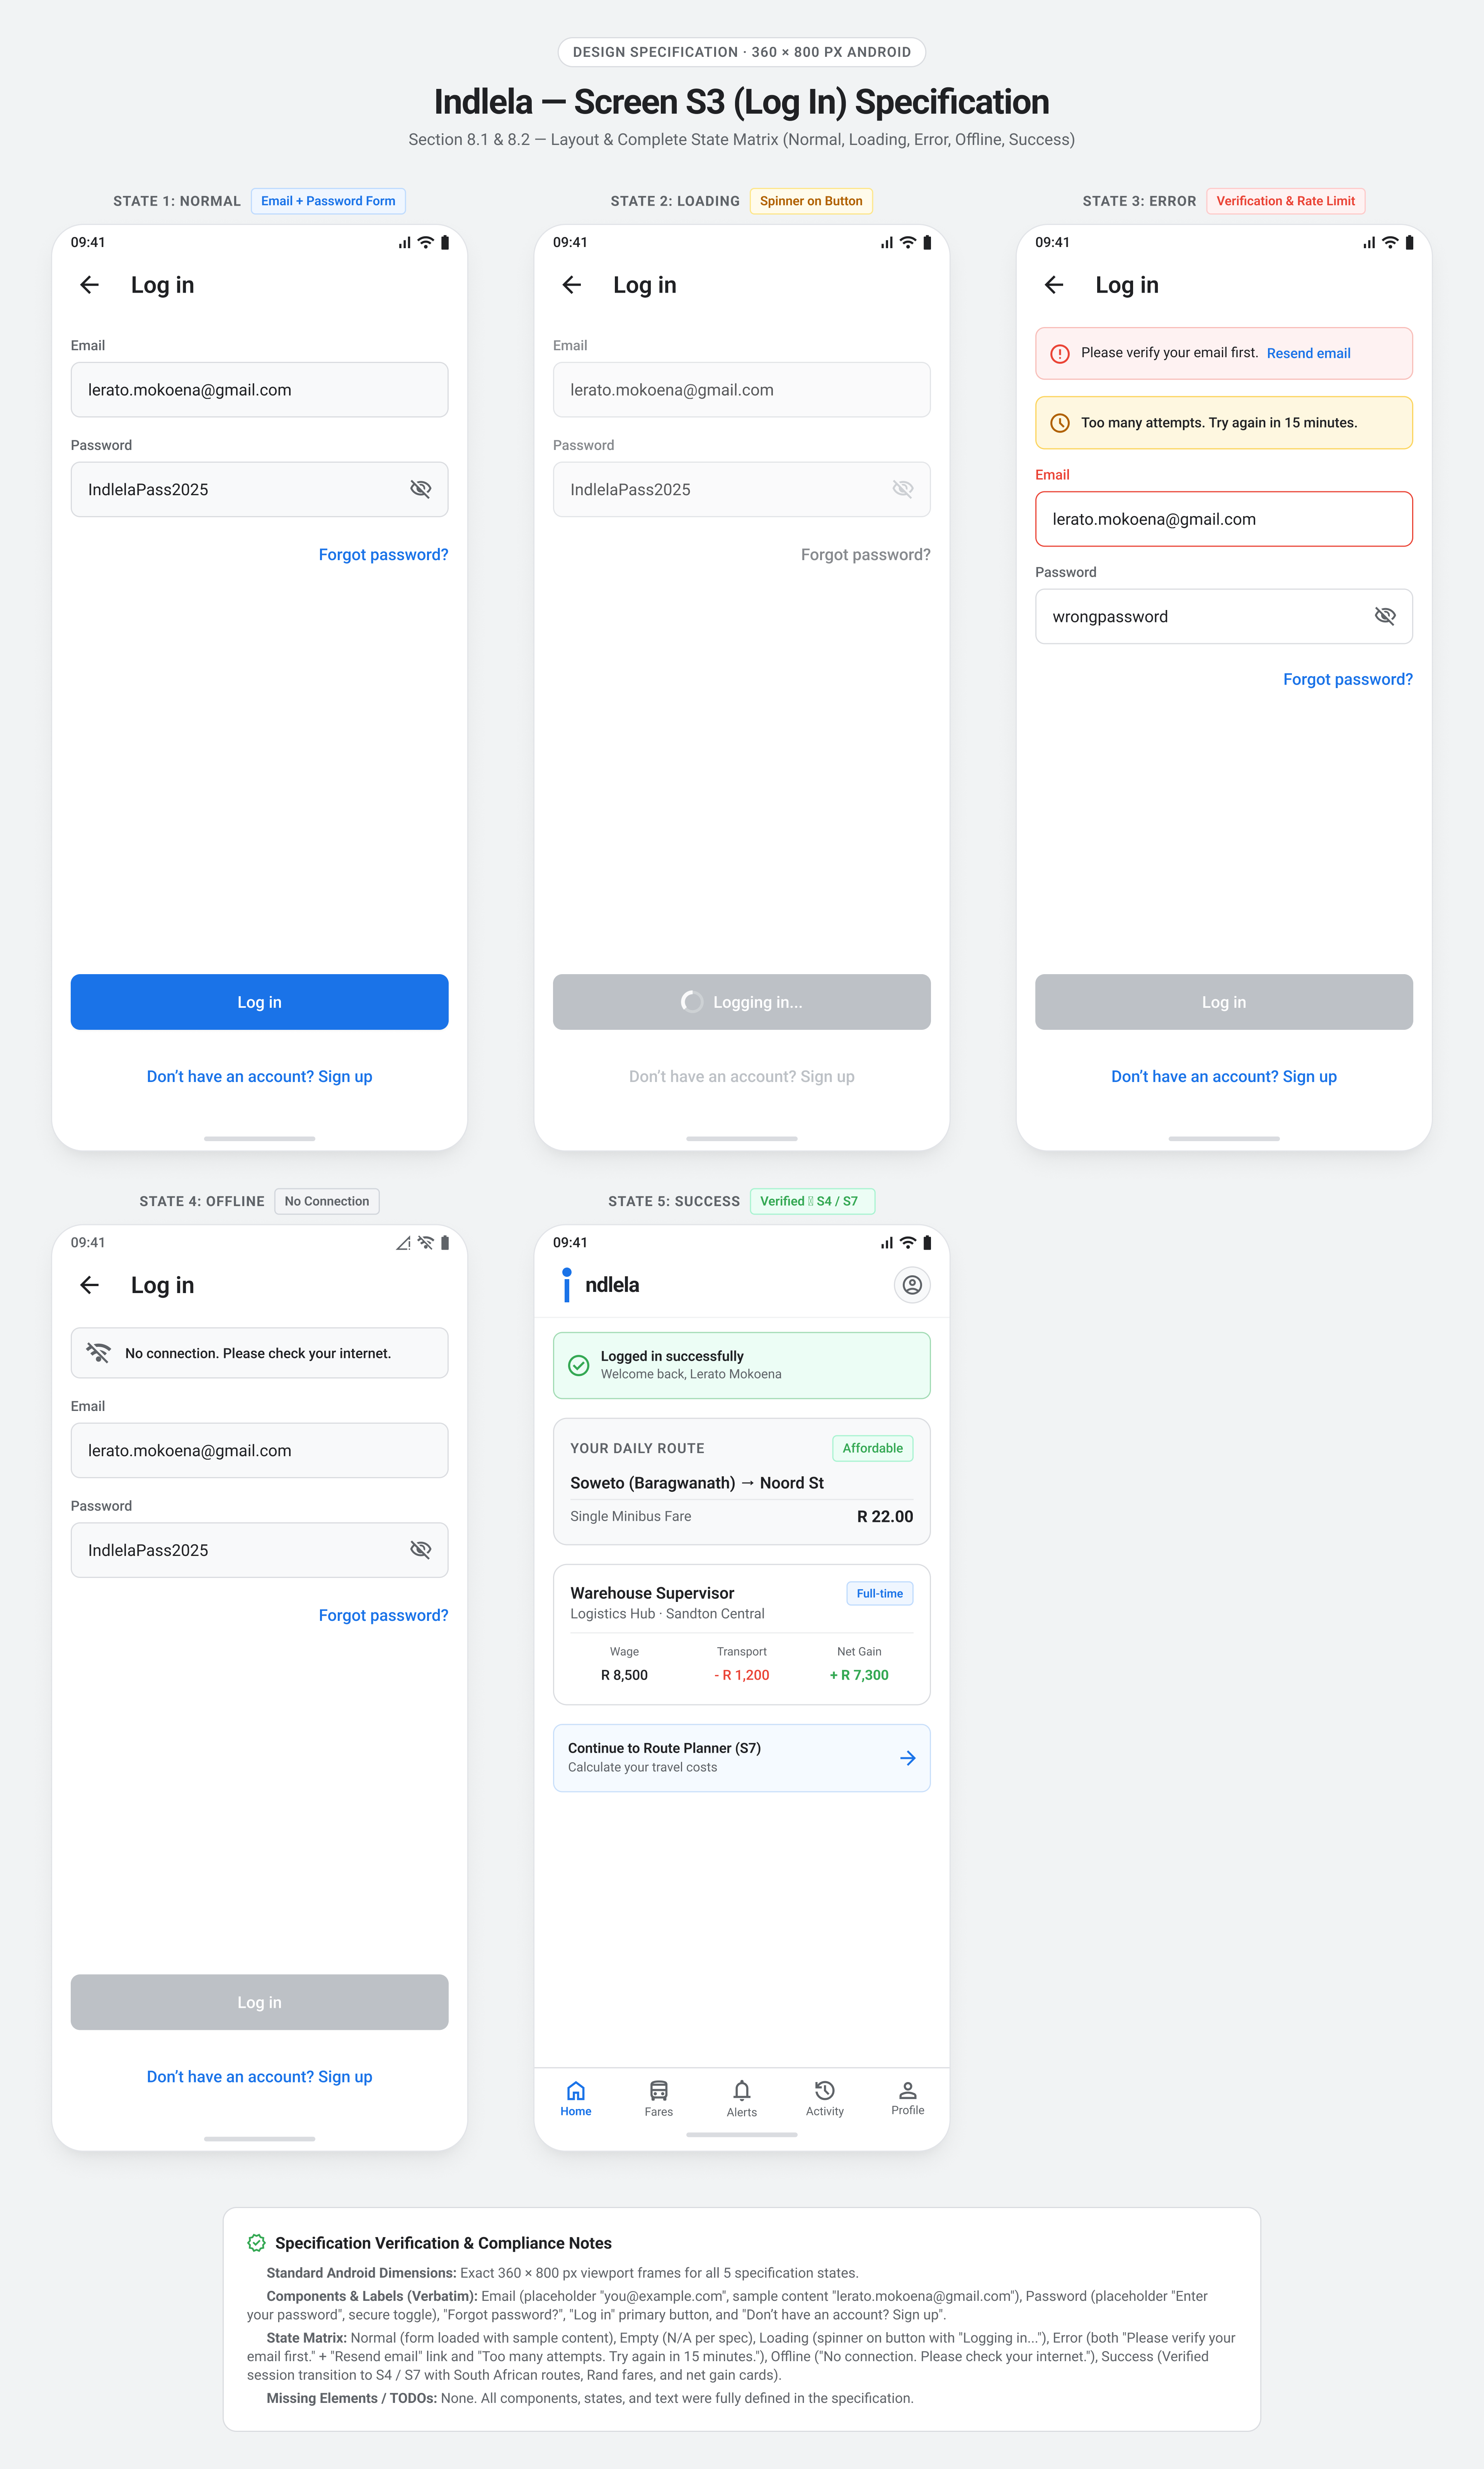 DESIGN SPECIFICATION · 360 × 800 PX ANDROID
Indlela — Screen S3 (Log In) Specification
Section 8.1 & 8.2 — Layout & Complete State Matrix (Normal, Loading, Error, Offline, Success)
STATE 1: NORMAL
Email + Password Form
09:41
Log in
Email
lerato.mokoena@gmail.com
Password
IndlelaPass2025
Forgot password?
Log in
Don’t have an account? Sign up
STATE 2: LOADING
Spinner on Button
09:41
Log in
Email
lerato.mokoena@gmail.com
Password
IndlelaPass2025
Forgot password?
Logging in...
Don’t have an account? Sign up
STATE 3: ERROR
Verification & Rate Limit
09:41
Log in
Please verify your email first. Resend email
Too many attempts. Try again in 15 minutes.
Email
lerato.mokoena@gmail.com
Password
wrongpassword
Forgot password?
Log in
Don’t have an account? Sign up
STATE 4: OFFLINE
No Connection
09:41
Log in
No connection. Please check your internet.
Email
lerato.mokoena@gmail.com
Password
IndlelaPass2025
Forgot password?
Log in
Don’t have an account? Sign up
STATE 5: SUCCESS
Verified S4 / S7
09:41
indlela
Logged in successfully
Welcome back, Lerato Mokoena
YOUR DAILY ROUTE
Affordable
Soweto (Baragwanath) → Noord St
Single Minibus Fare
R 22.00
Warehouse Supervisor
Full-time
Logistics Hub · Sandton Central
Wage
Transport
Net Gain
R 8,500
- R 1,200
+ R 7,300
Continue to Route Planner (S7)
Calculate your travel costs
Home
Fares
Alerts
Activity
Profile
Specification Verification & Compliance Notes
Standard Android Dimensions: Exact 360 × 800 px viewport frames for all 5 specification states.
Components & Labels (Verbatim): Email (placeholder "you@example.com", sample content "lerato.mokoena@gmail.com"), Password (placeholder "Enter
your password", secure toggle), "Forgot password?", "Log in" primary button, and "Don’t have an account? Sign up".
State Matrix: Normal (form loaded with sample content), Empty (N/A per spec), Loading (spinner on button with "Logging in..."), Error (both "Please verify your
email first." + "Resend email" link and "Too many attempts. Try again in 15 minutes."), Offline ("No connection. Please check your internet."), Success (Verified
session transition to S4 / S7 with South African routes, Rand fares, and net gain cards).
Missing Elements / TODOs: None. All components, states, and text were fully defined in the specification.